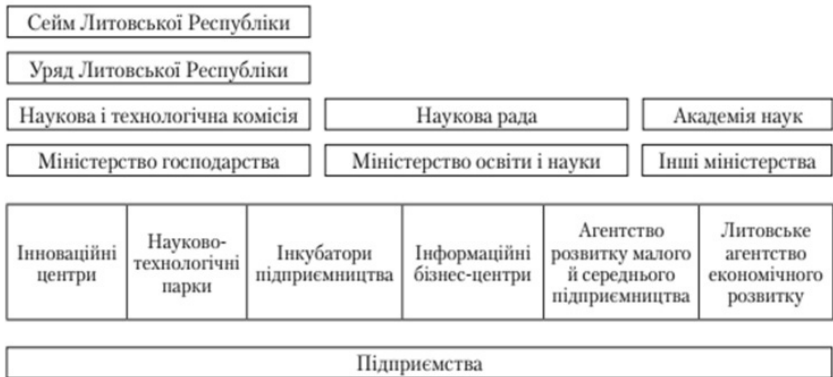 Сейм Литовської Республіки
Уряд Литовської Республіки
Наукова і технологічна комісія
Наукова рада
Академія наук
Міністерство господарства
Міністерство освіти і науки
Інші міністерства
Інноваційні
центри
Науково-
технологічні
парки
Інкубатори
підприємництва
Інформаційні
бізнес-центри
Агентство
розвитку малого
й середнього
підприємництва
Литовське
агентство
економічного
розвитку
Підприємства